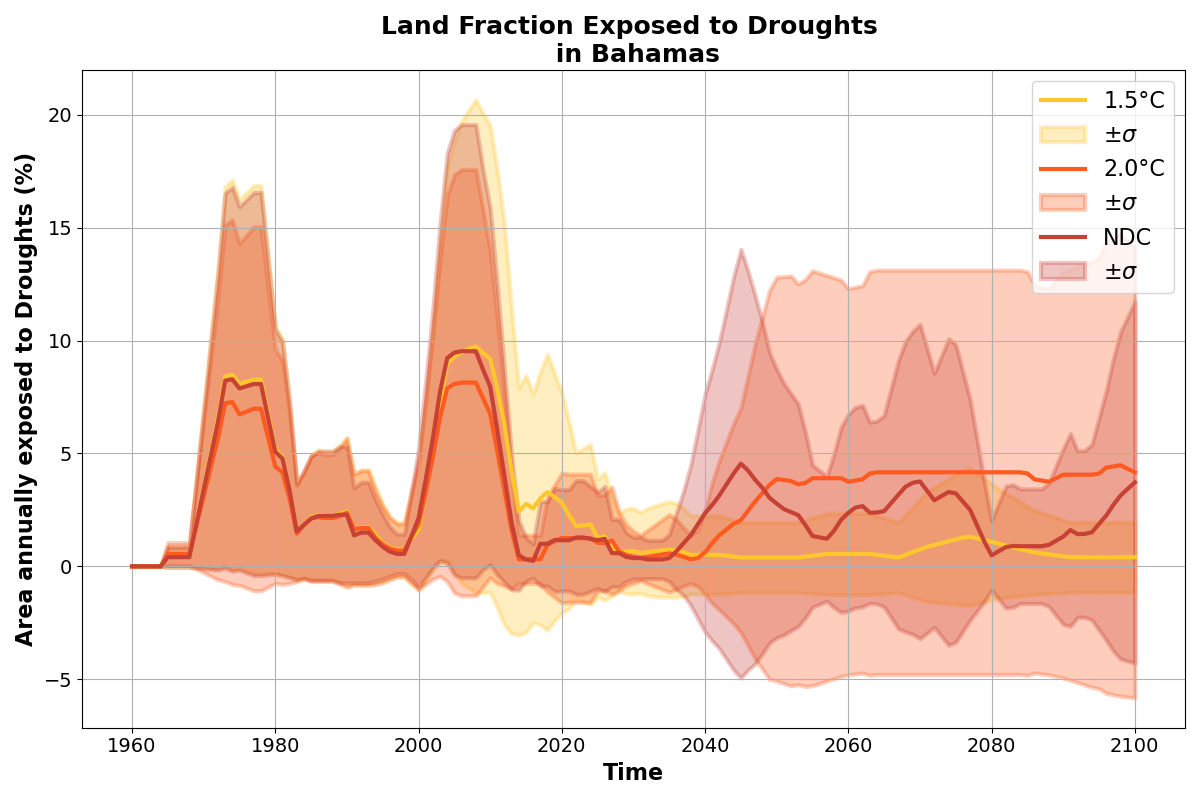 Land Fraction Exposed to Droughts
in Bahamas
Area annually exposed to Droughts (%)
20
15
10
5
0
−5
1960
1980
2000
2020
2040
2060
2080
2100
Time
1.5°C
±σ
2.0°C
±σ
NDC
±σ